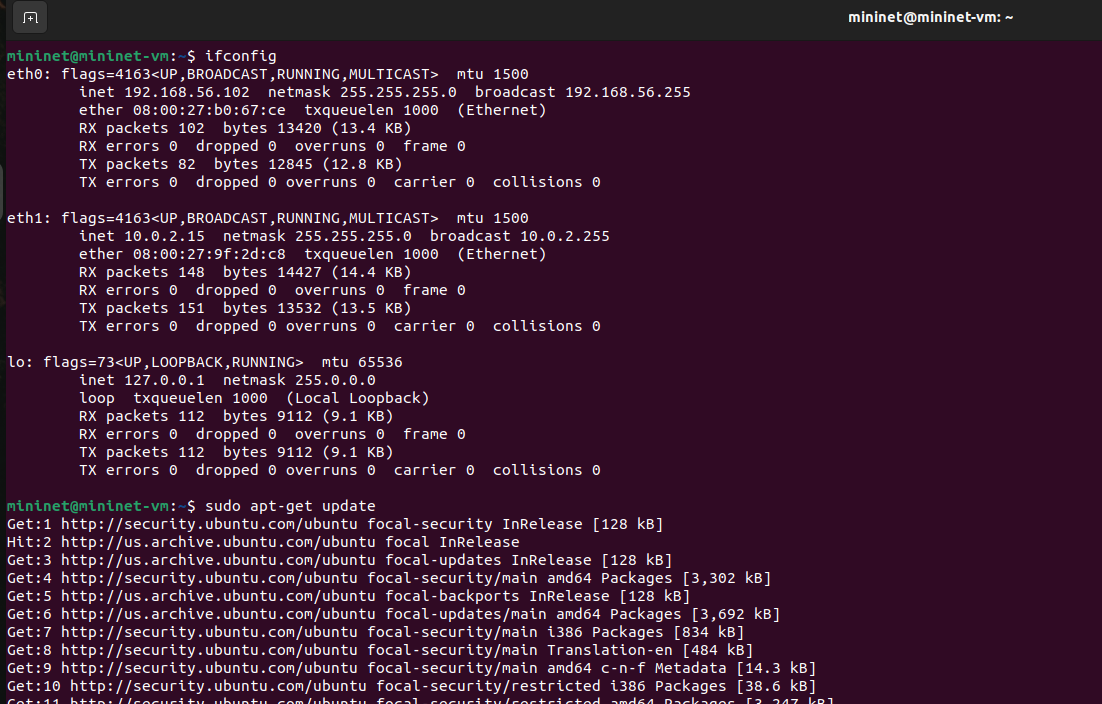 mininet@mininet-vm: ~
mininet@mininet-vm:~$ ifconfig
eth0: flags=4163<UP,BROADCAST,RUNNING,MULTICAST>  mtu 1500
        inet 192.168.56.102  netmask 255.255.255.0  broadcast 192.168.56.255
        ether 08:00:27:b0:67:ce  txqueuelen 1000  (Ethernet)
        RX packets 102  bytes 13420 (13.4 KB)
        RX errors 0  dropped 0  overruns 0  frame 0
        TX packets 82  bytes 12845 (12.8 KB)
        TX errors 0  dropped 0 overruns 0  carrier 0  collisions 0

eth1: flags=4163<UP,BROADCAST,RUNNING,MULTICAST>  mtu 1500
        inet 10.0.2.15  netmask 255.255.255.0  broadcast 10.0.2.255
        ether 08:00:27:9f:2d:c8  txqueuelen 1000  (Ethernet)
        RX packets 148  bytes 14427 (14.4 KB)
        RX errors 0  dropped 0  overruns 0  frame 0
        TX packets 151  bytes 13532 (13.5 KB)
        TX errors 0  dropped 0 overruns 0  carrier 0  collisions 0

lo: flags=73<UP,LOOPBACK,RUNNING>  mtu 65536
        inet 127.0.0.1  netmask 255.0.0.0
        loop  txqueuelen 1000  (Local Loopback)
        RX packets 112  bytes 9112 (9.1 KB)
        RX errors 0  dropped 0  overruns 0  frame 0
        TX packets 112  bytes 9112 (9.1 KB)
        TX errors 0  dropped 0 overruns 0  carrier 0  collisions 0

mininet@mininet-vm:~$ sudo apt-get update
Get:1 http://security.ubuntu.com/ubuntu focal-security InRelease [128 kB]
Hit:2 http://us.archive.ubuntu.com/ubuntu focal InRelease
Get:3 http://us.archive.ubuntu.com/ubuntu focal-updates InRelease [128 kB]
Get:4 http://security.ubuntu.com/ubuntu focal-security/main amd64 Packages [3,302 kB]
Get:5 http://us.archive.ubuntu.com/ubuntu focal-backports InRelease [128 kB]
Get:6 http://us.archive.ubuntu.com/ubuntu focal-updates/main amd64 Packages [3,692 kB]
Get:7 http://security.ubuntu.com/ubuntu focal-security/main i386 Packages [834 kB]
Get:8 http://security.ubuntu.com/ubuntu focal-security/main Translation-en [484 kB]
Get:9 http://security.ubuntu.com/ubuntu focal-security/main amd64 c-n-f Metadata [14.3 kB]
Get:10 http://security.ubuntu.com/ubuntu focal-security/restricted i386 Packages [38.6 kB]
Get:11 http://security.ubuntu.com/ubuntu focal-security/restricted amd64 Packages [3,247 kB]